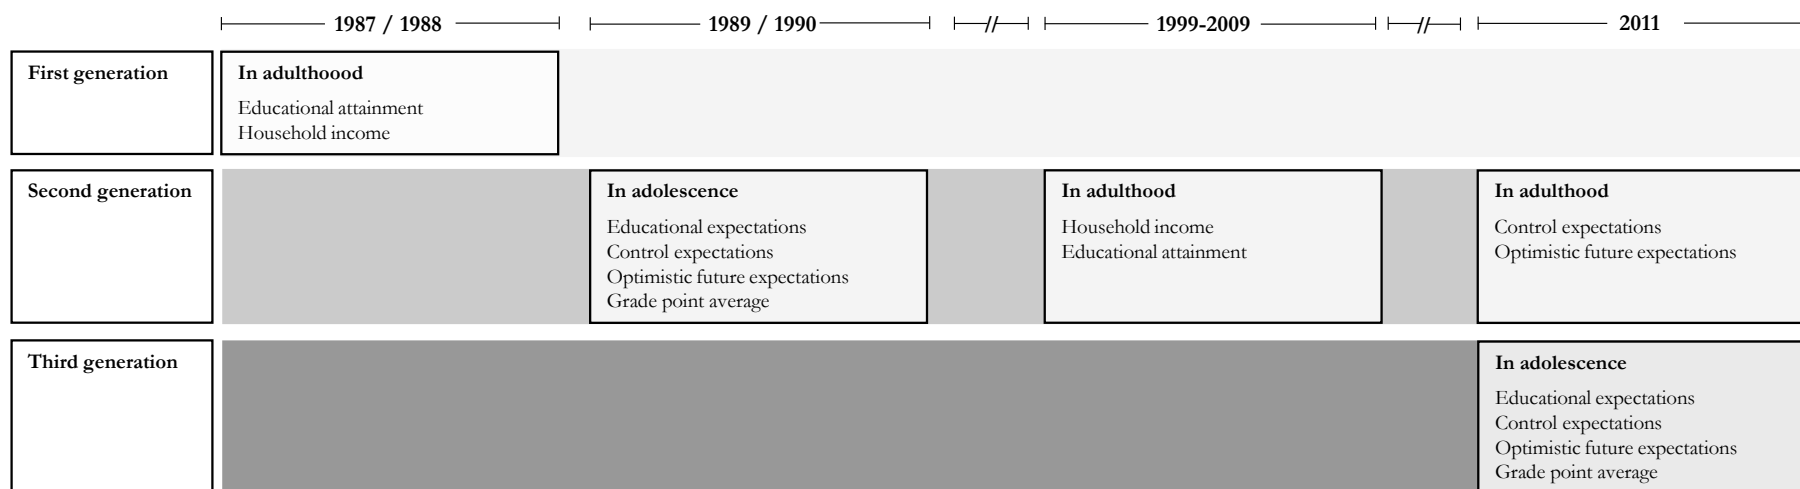 1987 / 1988
1989 / 1990
//
1999-2009
//
2011
First generation
In adulthoood
Educational attainment
Household income
Second generation
In adolescence
Educational expectations
Control expectations
Optimistic future expectations
Grade point average
In adulthood
Household income
Educational attainment
In adulthood
Control expectations
Optimistic future expectations
Third generation
In adolescence
Educational expectations
Control expectations
Optimistic future expectations
Grade point average